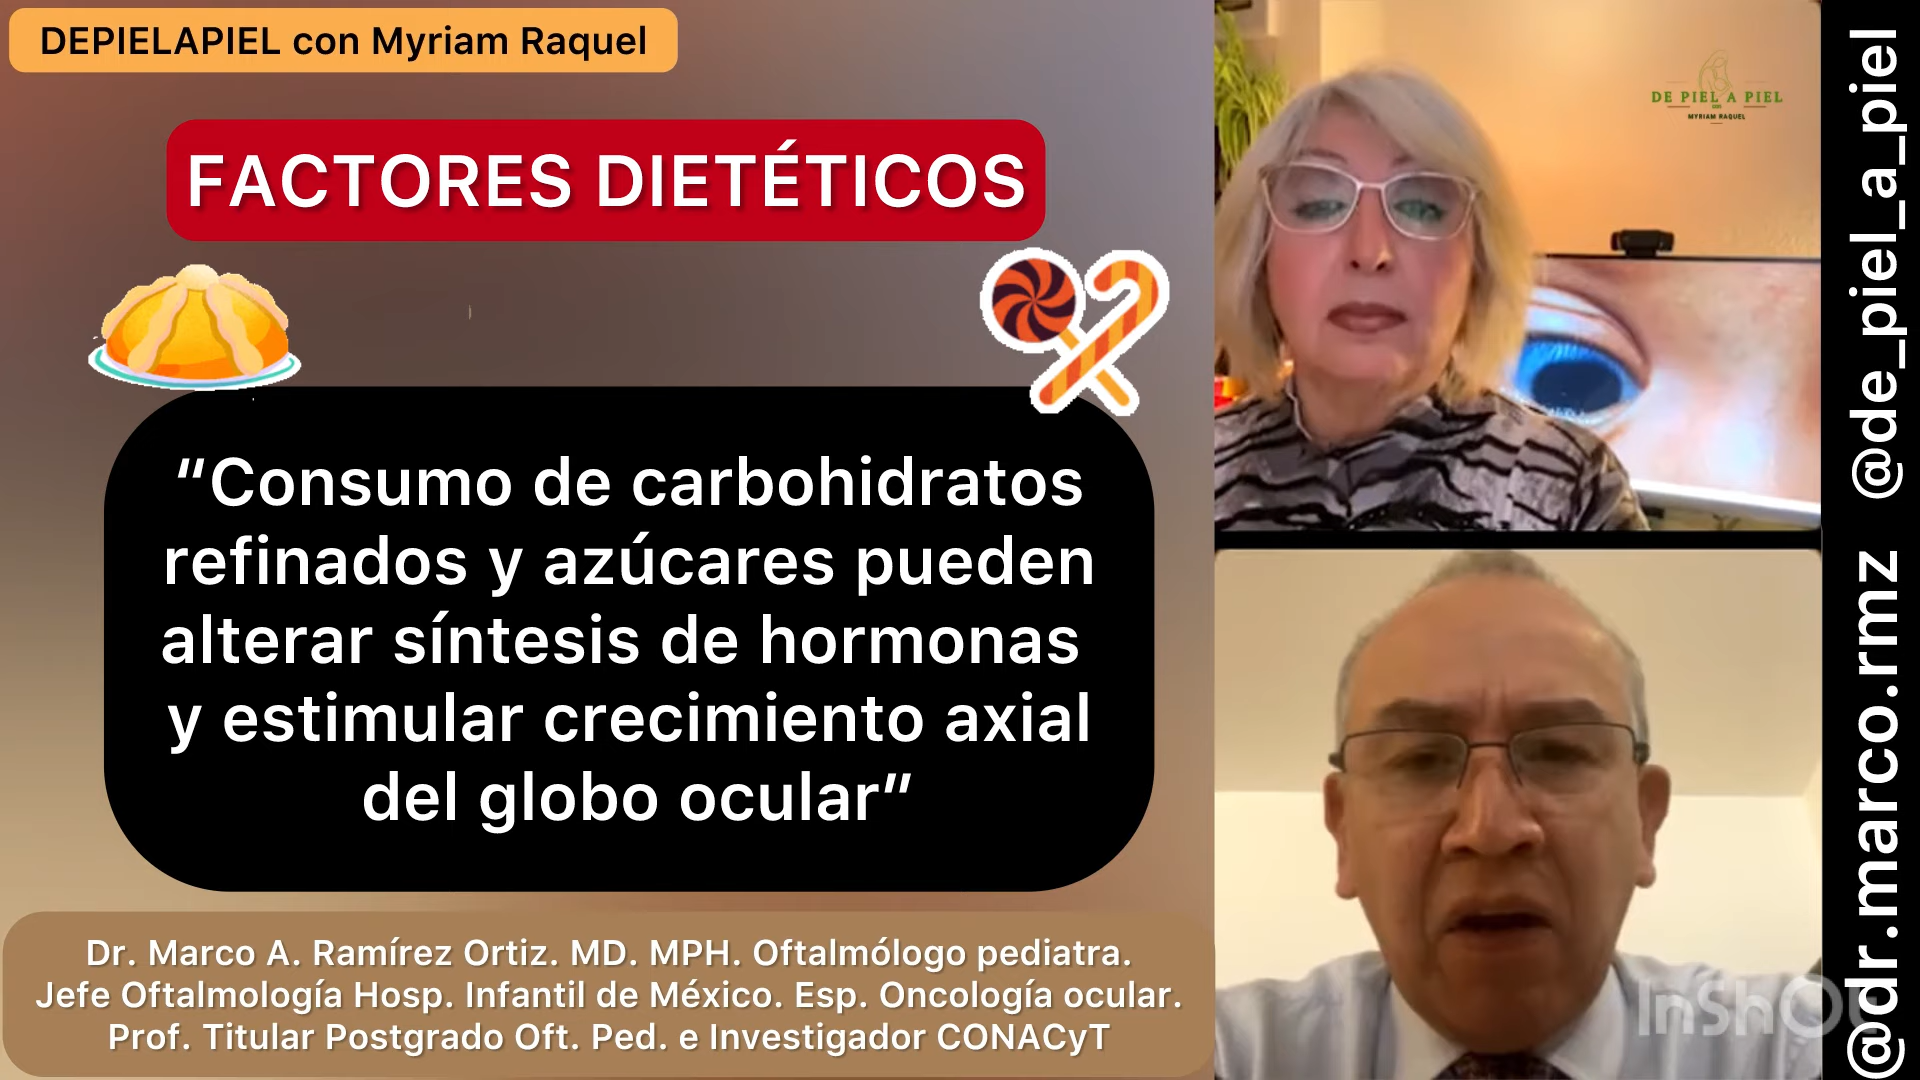 DEPIELAPIEL con Myriam Raquel
FACTORES DIETÉTICOS
“Consumo de carbohidratos
refinados y azúcares pueden
alterar síntesis de hormonas
y estimular crecimiento axial
del globo ocular”
Dr. Marco A. Ramírez Ortiz. MD. MPH. Oftalmólogo pediatra.
Jefe Oftalmología Hosp. Infantil de México. Esp. Oncología ocular.
Prof. Titular Postgrado Oft. Ped. e Investigador CONACyT
DE PIEL A PIEL
MYRIAM RAQUEL
@de_piel_a_piel
@dr.marco.rmz